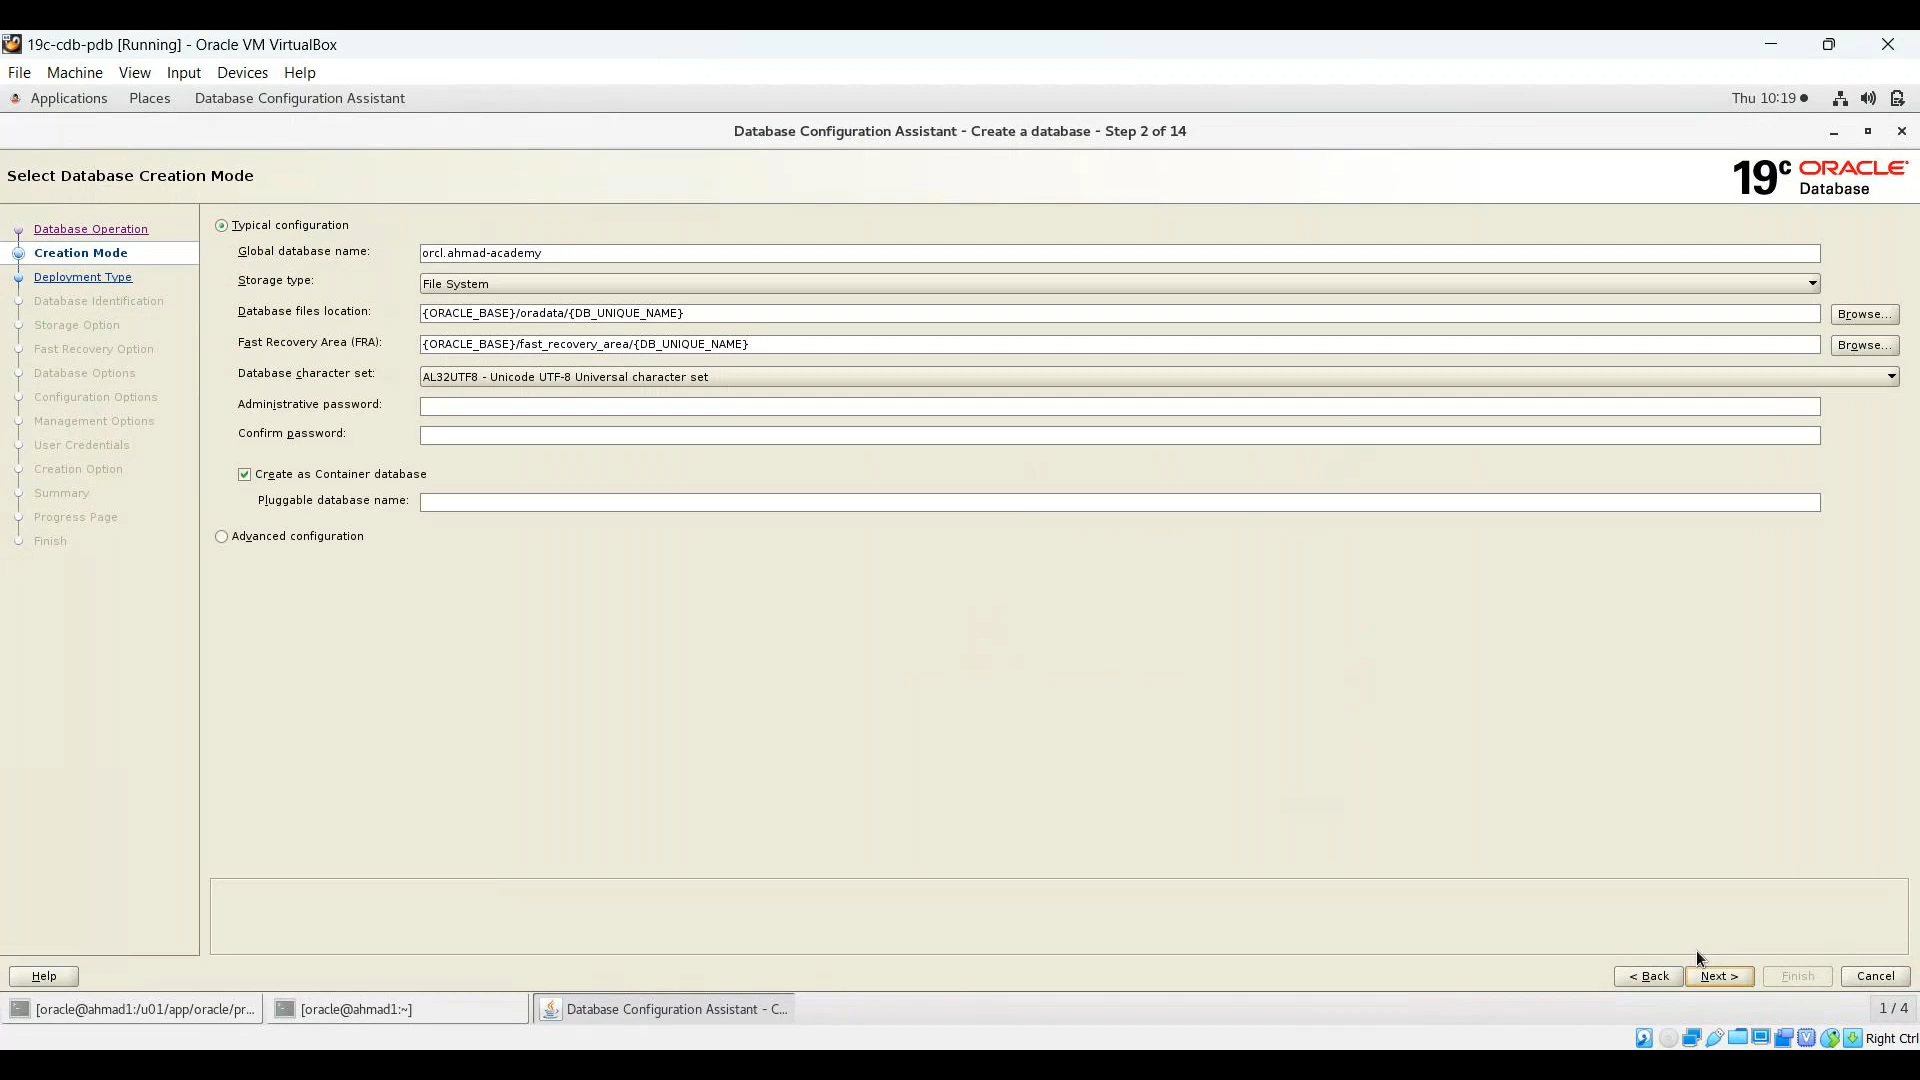 19c-cdb-pdb [Running] - Oracle VM VirtualBox
File Machine View Input Devices Help
Applications Places Database Configuration Assistant Thu 10:19
Database Configuration Assistant - Create a database - Step 2 of 14
Select Database Creation Mode
19c ORACLE Database
Database Operation
Creation Mode
Deployment Type
Database Identification
Storage Option
Fast Recovery Option
Database Options
Configuration Options
Management Options
User Credentials
Creation Option
Summary
Progress Page
Finish
Typical configuration
Global database name: orcl.ahmad-academy
Storage type: File System
Database files location: {ORACLE_BASE}/oradata/{DB_UNIQUE_NAME} Browse...
Fast Recovery Area (FRA): {ORACLE_BASE}/fast_recovery_area/{DB_UNIQUE_NAME} Browse...
Database character set: AL32UTF8 - Unicode UTF-8 Universal character set
Administrative password:
Confirm password:
Create as Container database
Pluggable database name:
Advanced configuration
Help < Back Next > Finish Cancel
[oracle@ahmad1:/u01/app/oracle/pr... [oracle@ahmad1:~] Database Configuration Assistant - C... 1 / 4
Right Ctrl